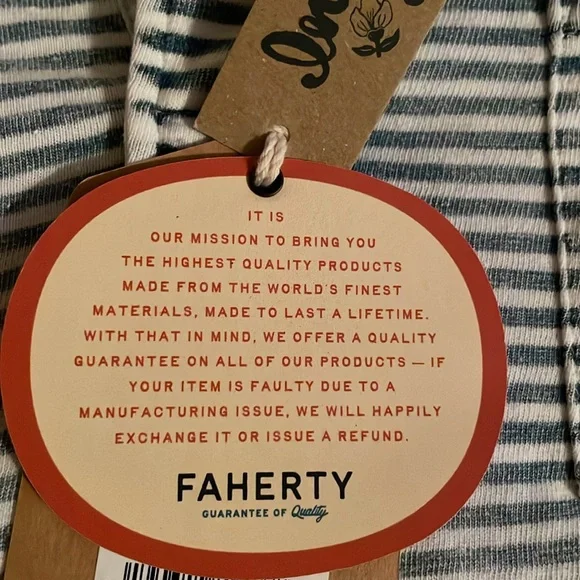 IT IS
OUR MISSION TO BRING YOU
THE HIGHEST QUALITY PRODUCTS
MADE FROM THE WORLD'S FINEST
MATERIALS, MADE TO LAST A LIFETIME.
WITH THAT IN MIND, WE OFFER A QUALITY
GUARANTEE ON ALL OF OUR PRODUCTS — IF
YOUR ITEM IS FAULTY DUE TO A
MANUFACTURING ISSUE, WE WILL HAPPILY
EXCHANGE IT OR ISSUE A REFUND.
FAHERTY
GUARANTEE OF Quality